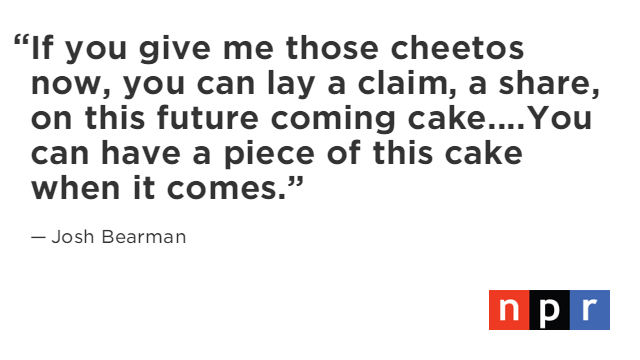 “If you give me those cheetos
now, you can lay a claim, a share,
on this future coming cake....You
can have a piece of this cake
when it comes.”
— Josh Bearman
npr